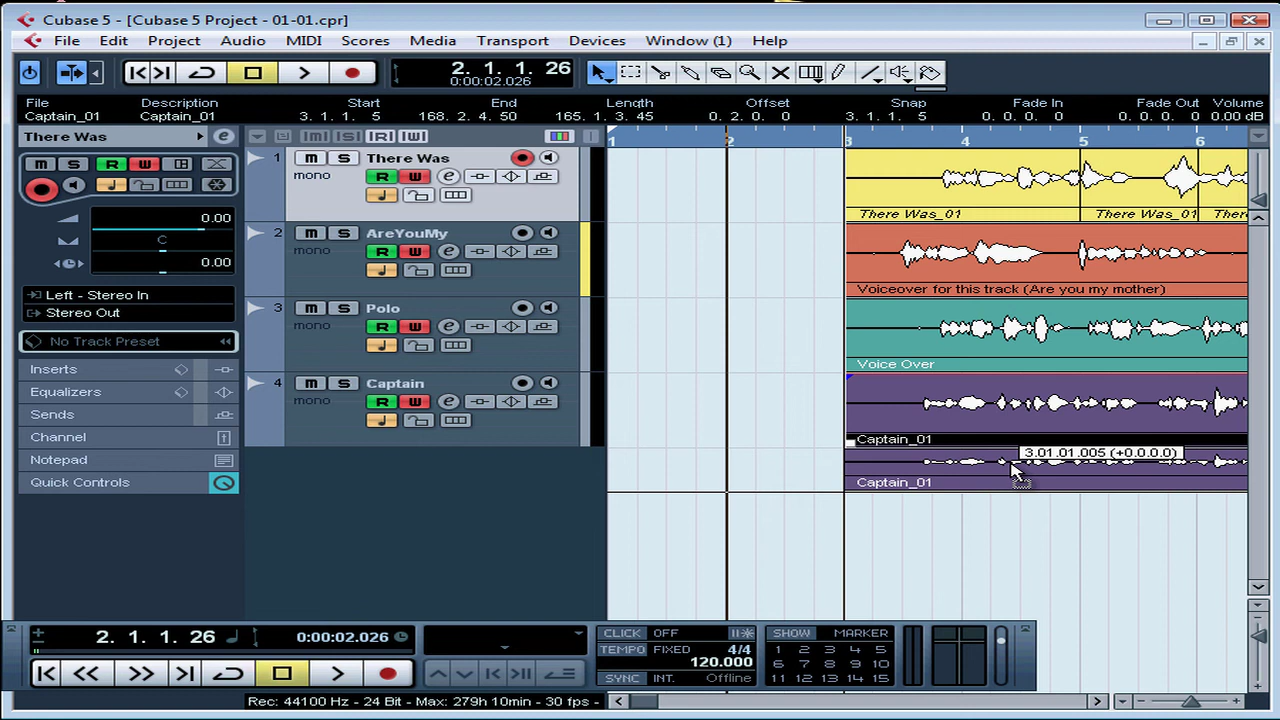 Cubase 5 - [Cubase 5 Project - 01-01.cpr]
File Edit Project Audio MIDI Scores Media Transport Devices Window (1) Help
2. 1. 1. 26
0:00:02.026
File Description Start End Length Offset Snap Fade In Fade Out Volume
Captain_01 Captain_01 3. 1. 1. 5 168. 2. 4. 50 165. 1. 3. 45 0. 2. 0. 0 3. 1. 1. 5 0. 0. 0. 0 0. 0. 0. 0 0.00 dB
There Was
M S R W
0.00
C
0.00
Left - Stereo In
Stereo Out
No Track Preset
Inserts
Equalizers
Sends
Channel
Notepad
Quick Controls
M S R W
1 M S There Was
mono R W e
2 M S AreYouMy
mono R W e
3 M S Polo
mono R W e
4 M S Captain
mono R W e
1 2 3 4 5 6
There Was_01 There Was_01 There
Voiceover for this track (Are you my mother)
Voice Over
Captain_01
3.01.01.005 (+0.0.0.0)
Captain_01
2. 1. 1. 26 0:00:02.026
CLICK OFF
TEMPO FIXED 4/4
120.000
SYNC INT. Offline
SHOW MARKER
1 2 3 4 5
6 7 8 9 10
11 12 13 14 15
Rec: 44100 Hz - 24 Bit - Max: 279h 10min - 30 fps -